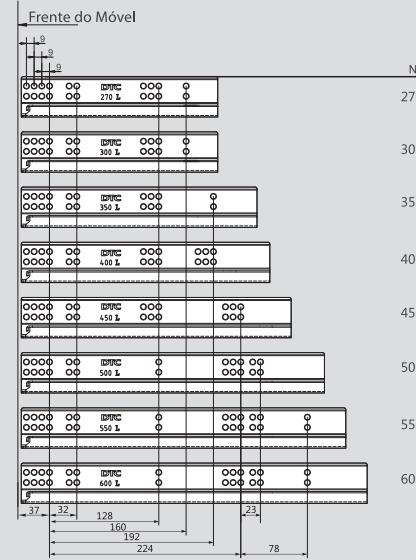 Frente do Móvel
9
9
9
N
DTC
270 L
27
DTC
300 L
30
DTC
350 L
35
DTC
400 L
40
DTC
450 L
45
DTC
500 L
50
DTC
550 L
55
DTC
600 L
60
37
32
23
128
160
192
224
78